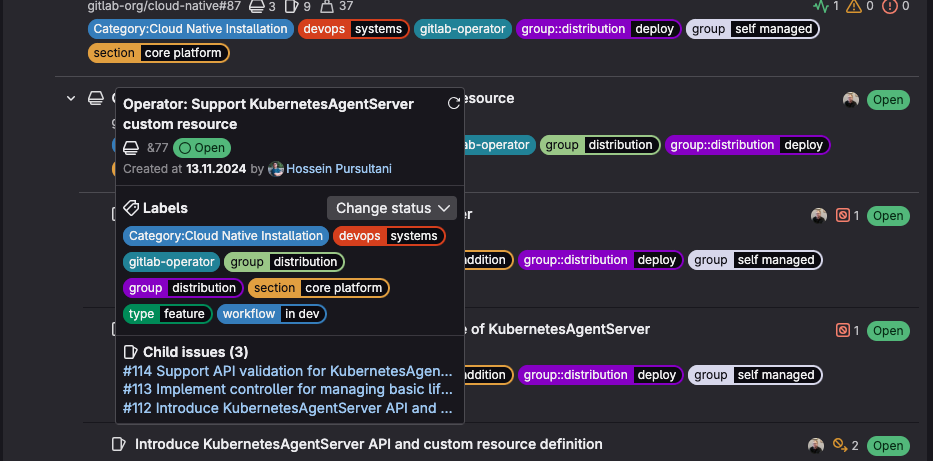 gitlab-org/cloud-native#87 3 9 37 1 0 0
Category:Cloud Native Installation devops systems gitlab-operator group::distribution deploy group self managed
section core platform
esource Open
Operator: Support KubernetesAgentServer
custom resource
&77 Open
lab-operator group distribution group::distribution deploy
Created at 13.11.2024 by Hossein Pursultani
Labels Change status
er 1 Open
Category:Cloud Native Installation devops systems
gitlab-operator group distribution
addition group::distribution deploy group self managed
group distribution section core platform
type feature workflow in dev
e of KubernetesAgentServer 1 Open
Child issues (3)
#114 Support API validation for KubernetesAgen...
addition group::distribution deploy group self managed
#113 Implement controller for managing basic lif...
#112 Introduce KubernetesAgentServer API and ...
Introduce KubernetesAgentServer API and custom resource definition 2 Open